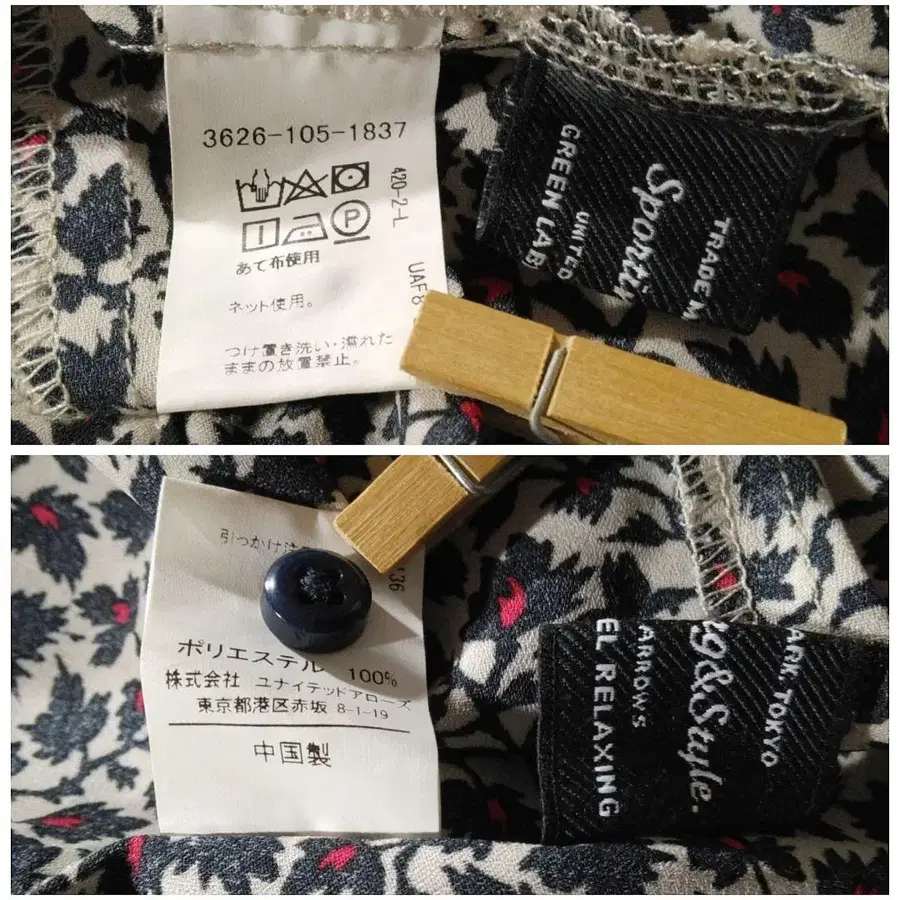 3626-105-1837
420-2-L
あて布使用
ネット使用。
UAF8
つけ置き洗い・濡れた
ままの放置禁止。
P
TRADE M
Sporti
UNITED
GREEN LAB
引っかけ注
136
ポリエステル 100%
株式会社 ユナイテッドアローズ
東京都港区赤坂 8-1-19
中国製
ARK. TOKYO
g&Style.
ARROWS
EL RELAXING